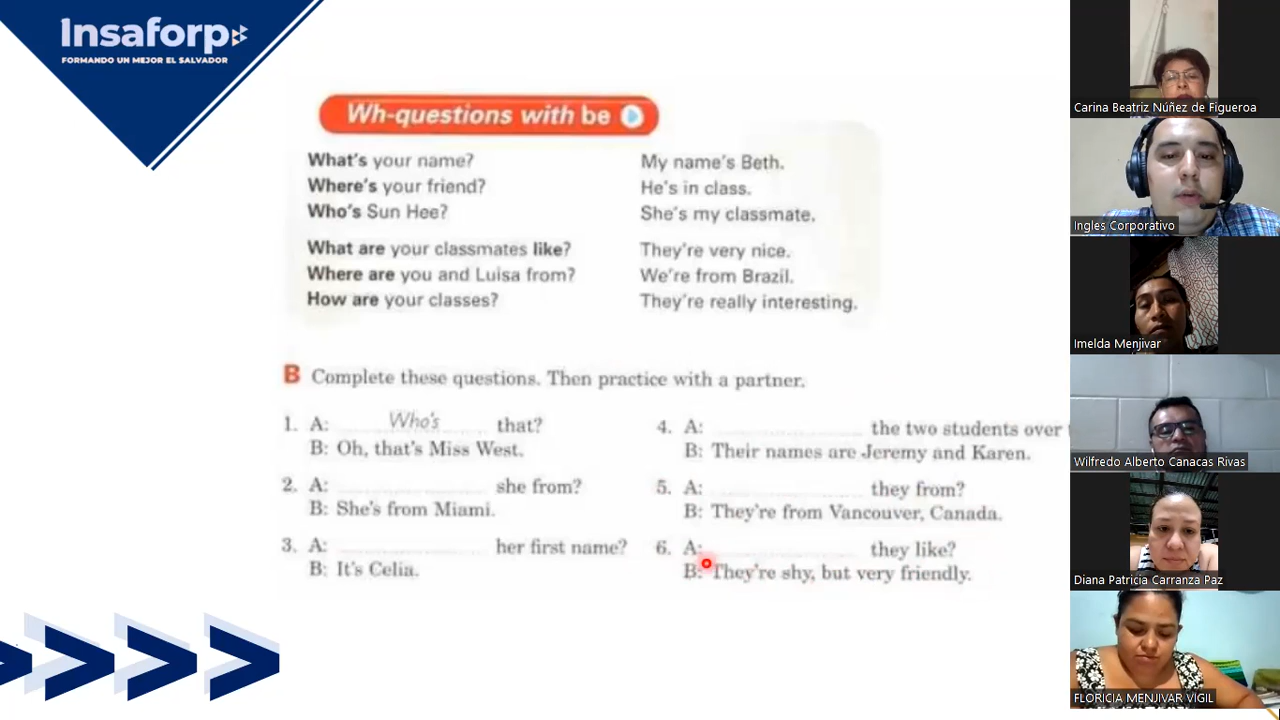 Insaforp
FORMANDO UN MEJOR EL SALVADOR
Wh-questions with be
What's your name? My name's Beth.
Where's your friend? He's in class.
Who's Sun Hee? She's my classmate.
What are your classmates like? They're very nice.
Where are you and Luisa from? We're from Brazil.
How are your classes? They're really interesting.
B Complete these questions. Then practice with a partner.
1. A: Who's that?
B: Oh, that's Miss West.
2. A: she from?
B: She's from Miami.
3. A: her first name?
B: It's Celia.
4. A: the two students over
B: Their names are Jeremy and Karen.
5. A: they from?
B: They're from Vancouver, Canada.
6. A: they like?
B: They're shy, but very friendly.
Carina Beatriz Núñez de Figueroa
Ingles Corporativo
Imelda Menjivar
Wilfredo Alberto Canacas Rivas
Diana Patricia Carranza Paz
FLORICIA MENJIVAR VIGIL